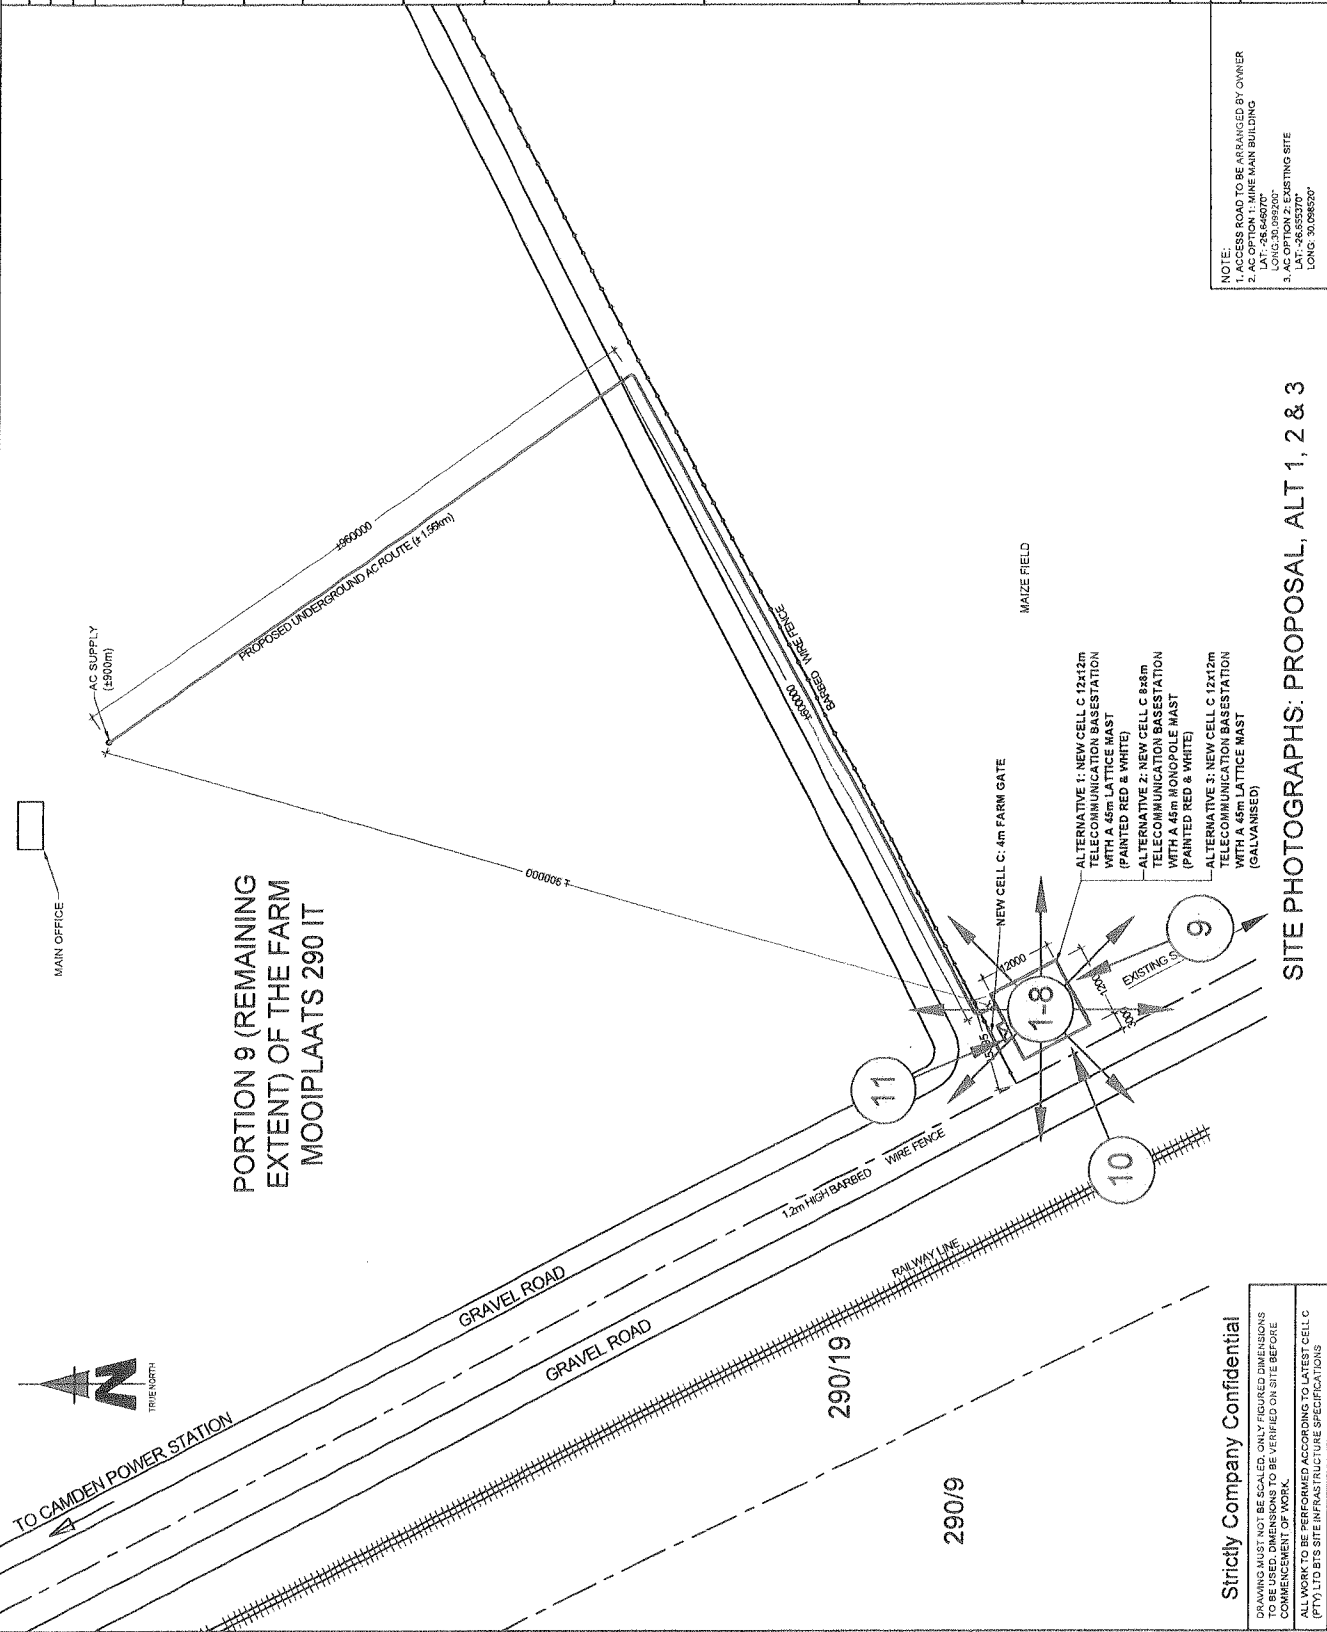 TO CAMDEN POWER STATION
TRUE NORTH
MAIN OFFICE
AC SUPPLY
(±900m)
PORTION 9 (REMAINING
EXTENT) OF THE FARM
MOOIPLAATS 290 IT
±960000
PROPOSED UNDERGROUND AC ROUTE (± 1.56km)
± 900000
GRAVEL ROAD
GRAVEL ROAD
1.2m HIGH BARBED WIRE FENCE
RAILWAY LINE
290/19
290/9
±600000
BARBED WIRE FENCE
MAIZE FIELD
NEW CELL C: 4m FARM GATE
ALTERNATIVE 1: NEW CELL C 12x12m
TELECOMMUNICATION BASESTATION
WITH A 45m LATTICE MAST
(PAINTED RED & WHITE)
ALTERNATIVE 2: NEW CELL C 8x8m
TELECOMMUNICATION BASESTATION
WITH A 45m MONOPOLE MAST
(PAINTED RED & WHITE)
ALTERNATIVE 3: NEW CELL C 12x12m
TELECOMMUNICATION BASESTATION
WITH A 45m LATTICE MAST
(GALVANISED)
11
1-8
10
9
12000
EXISTING
SITE PHOTOGRAPHS: PROPOSAL, ALT 1, 2 & 3
Strictly Company Confidential
DRAWING MUST NOT BE SCALED, ONLY FIGURED DIMENSIONS
TO BE USED. DIMENSIONS TO BE VERIFIED ON SITE BEFORE
COMMENCEMENT OF WORK.
ALL WORK TO BE PERFORMED ACCORDING TO LATEST CELL C
(PTY) LTD BTS SITE INFRASTRUCTURE SPECIFICATIONS
NOTE:
1. ACCESS ROAD TO BE ARRANGED BY OWNER
2. AC OPTION 1: MINE MAIN BUILDING
LAT: -26.646070°
LONG:30.099200°
3. AC OPTION 2: EXISTING SITE
LAT: -26.655370°
LONG: 30.098520°